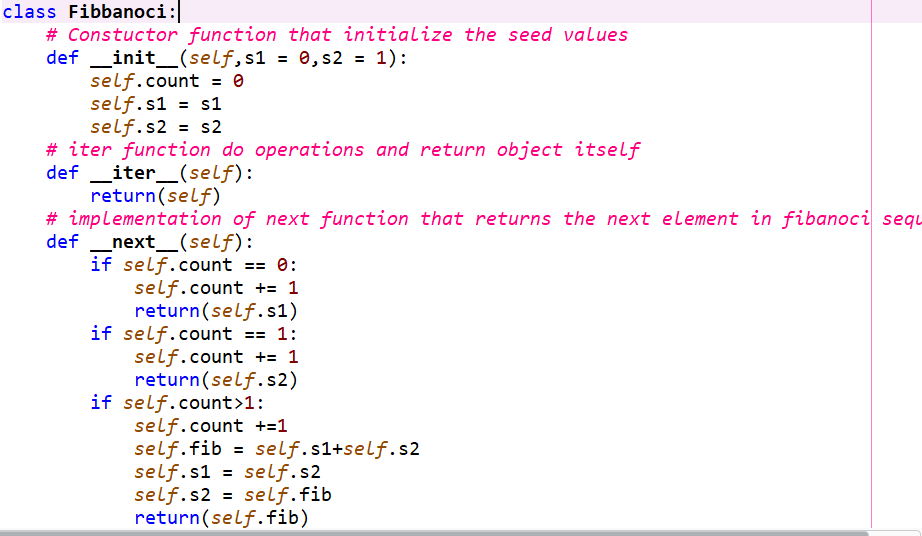 class Fibbanoci:
    # Constuctor function that initialize the seed values
    def __init__(self,s1 = 0,s2 = 1):
        self.count = 0
        self.s1 = s1
        self.s2 = s2
    # iter function do operations and return object itself
    def __iter__(self):
        return(self)
    # implementation of next function that returns the next element in fibanoci
    def __next__(self):
        if self.count == 0:
            self.count += 1
            return(self.s1)
        if self.count == 1:
            self.count += 1
            return(self.s2)
        if self.count>1:
            self.count +=1
            self.fib = self.s1+self.s2
            self.s1 = self.s2
            self.s2 = self.fib
            return(self.fib)